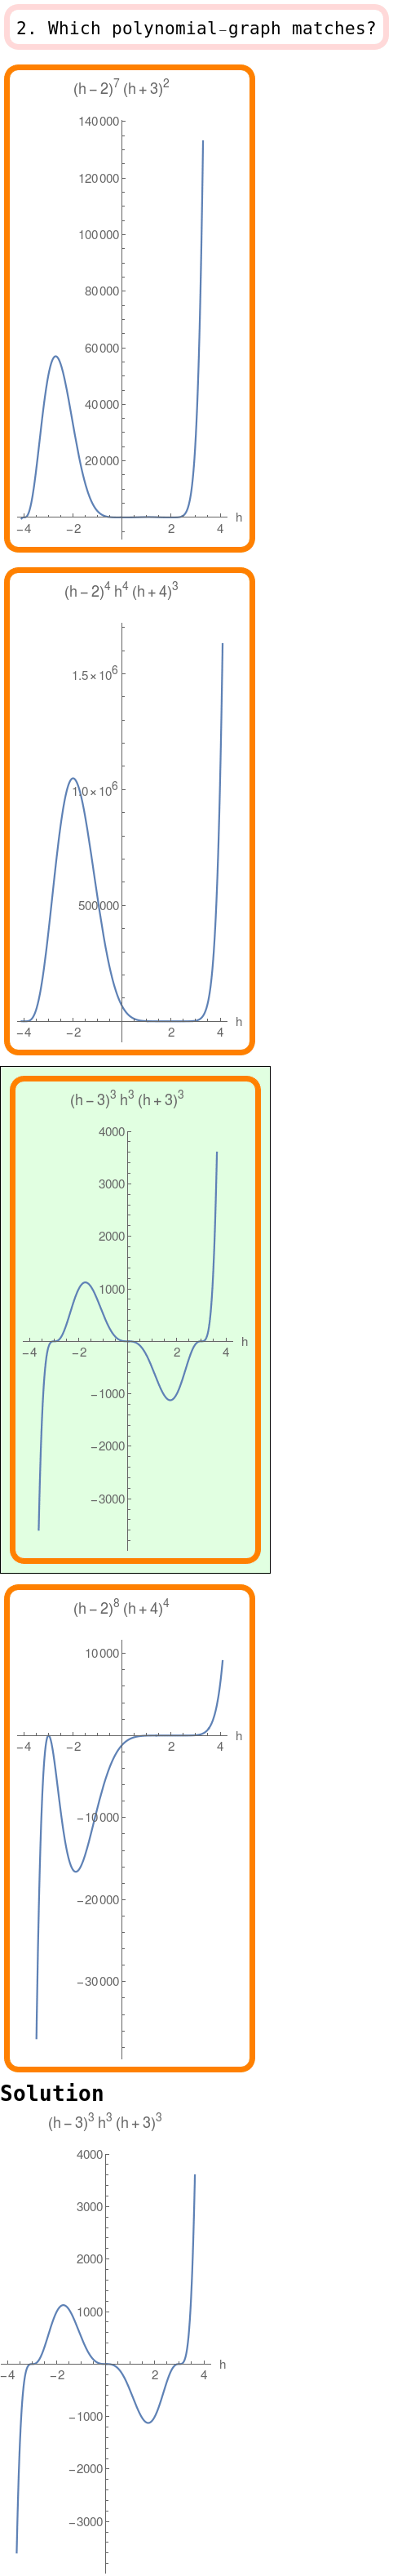 2. Which polynomial-graph matches?
(h-2)^7 (h+3)^2
140000
120000
100000
80000
60000
40000
20000
-4 -2 2 4 h
(h-2)^4 h^4 (h+4)^3
1.5×10^6
1.0×10^6
500000
-4 -2 2 4 h
(h-3)^3 h^3 (h+3)^3
4000
3000
2000
1000
-4 -2 2 4 h
-1000
-2000
-3000
(h-2)^8 (h+4)^4
10000
-4 -2 2 4 h
-10000
-20000
-30000
Solution
(h-3)^3 h^3 (h+3)^3
4000
3000
2000
1000
-4 -2 2 4 h
-1000
-2000
-3000